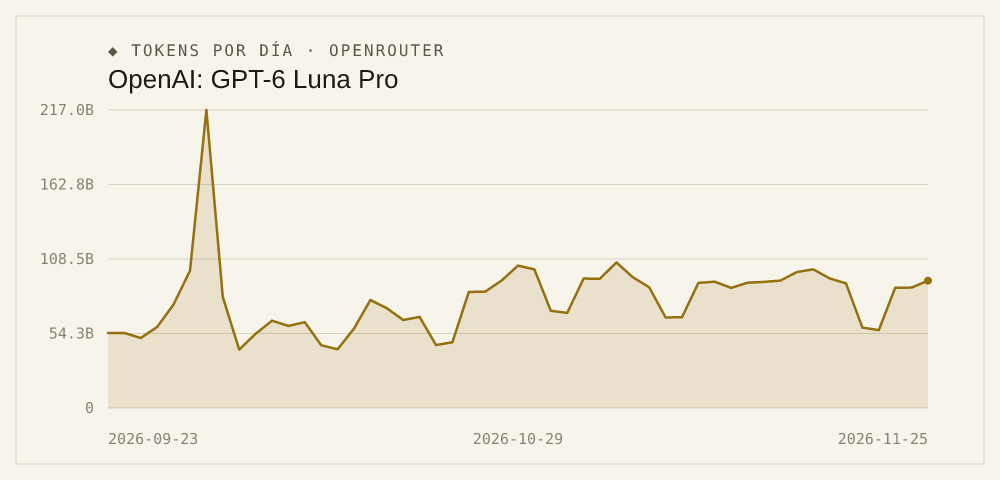 ◆ TOKENS POR DÍA · OPENROUTER
OpenAI: GPT-6 Luna Pro
217.0B
162.8B
108.5B
54.3B
0
2026-09-23 2026-10-29 2026-11-25